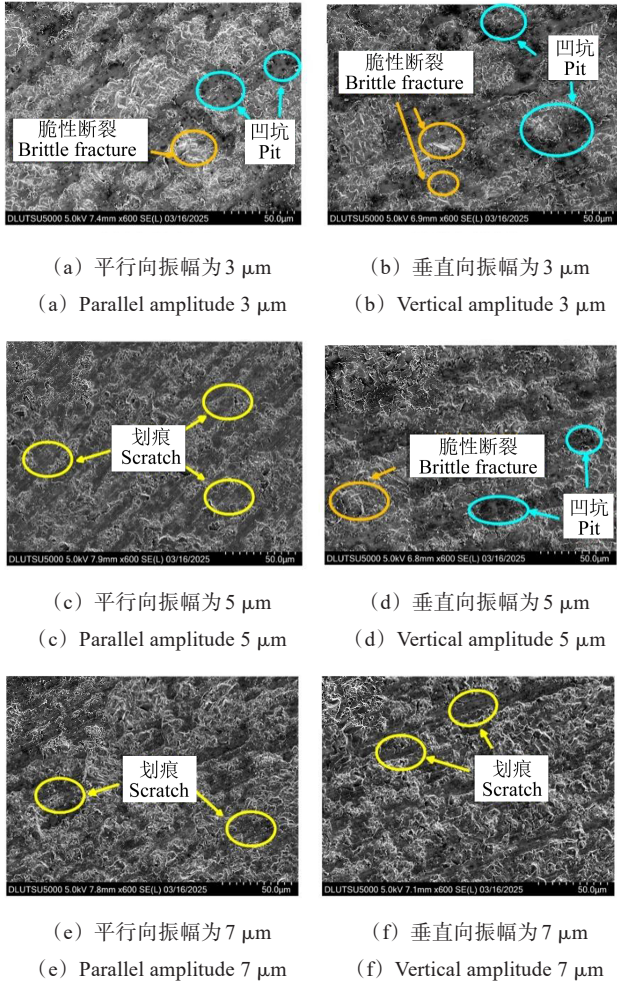 脆性断裂
Brittle fracture
凹坑
Pit
DLUTSU5000 5.0kV 7.4mm x600 SE(L) 03/16/2025 50.0μm
脆性断裂
Brittle fracture
凹坑
Pit
DLUTSU5000 5.0kV 6.9mm x600 SE(L) 03/16/2025 50.0μm
（a）平行向振幅为 3 μm
（a）Parallel amplitude 3 μm
（b）垂直向振幅为 3 μm
（b）Vertical amplitude 3 μm
划痕
Scratch
DLUTSU5000 5.0kV 7.9mm x600 SE(L) 03/16/2025 50.0μm
脆性断裂
Brittle fracture
凹坑
Pit
DLUTSU5000 5.0kV 6.8mm x600 SE(L) 03/16/2025 50.0μm
（c）平行向振幅为 5 μm
（c）Parallel amplitude 5 μm
（d）垂直向振幅为 5 μm
（d）Vertical amplitude 5 μm
划痕
Scratch
DLUTSU5000 5.0kV 7.8mm x600 SE(L) 03/16/2025 50.0μm
划痕
Scratch
DLUTSU5000 5.0kV 7.1mm x600 SE(L) 03/16/2025 50.0μm
（e）平行向振幅为 7 μm
（e）Parallel amplitude 7 μm
（f）垂直向振幅为 7 μm
（f）Vertical amplitude 7 μm